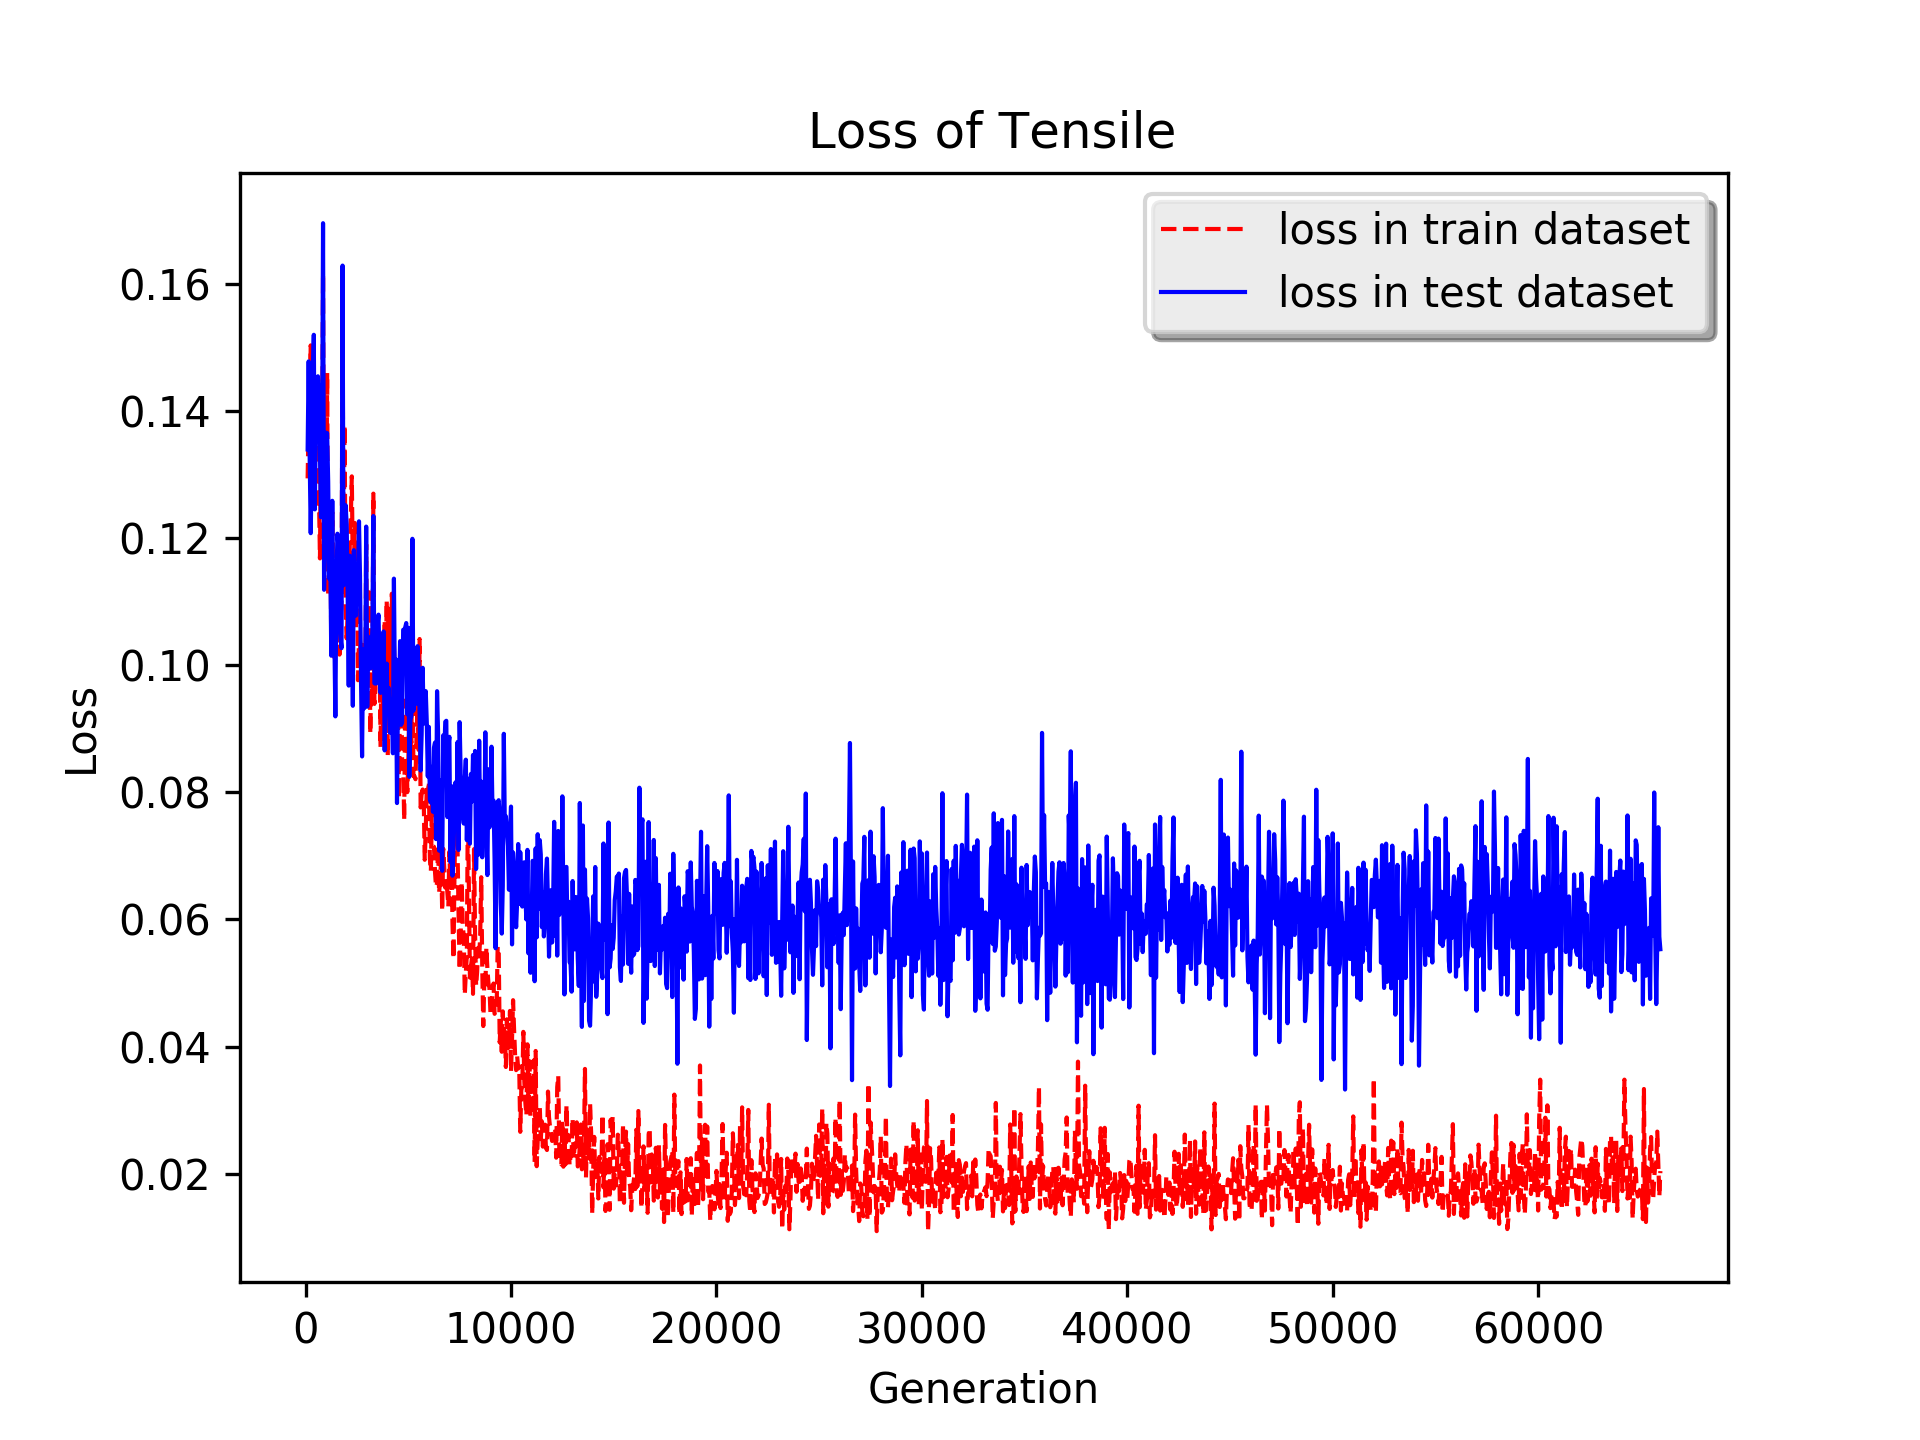 Loss of Tensile
loss in train dataset
loss in test dataset
0.16
0.14
0.12
0.10
0.08
0.06
0.04
0.02
Loss
0 10000 20000 30000 40000 50000 60000
Generation